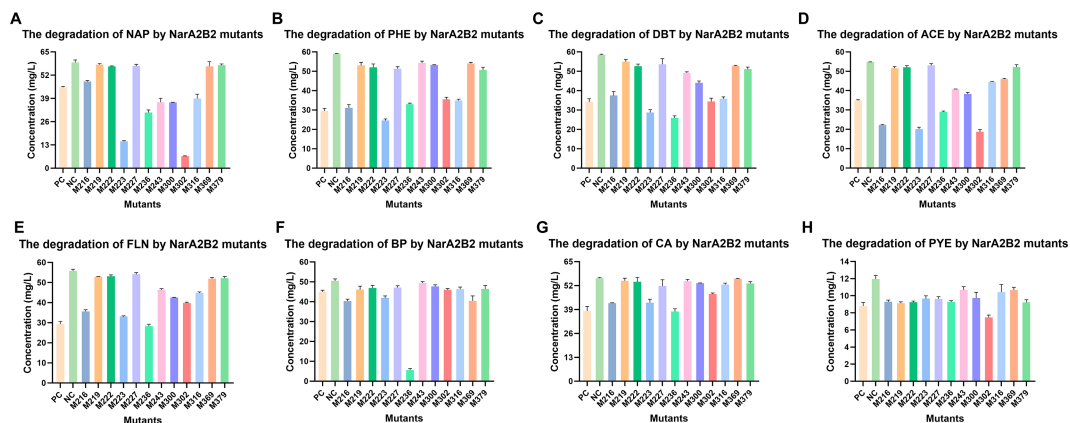 A
The degradation of NAP by NarA2B2 mutants
Concentration (mg/L)
65
52
39
26
13
0
PC NC M216 M219 M222 M223 M227 M236 M243 M300 M302 M316 M369 M379
Mutants
B
The degradation of PHE by NarA2B2 mutants
Concentration (mg/L)
60
50
40
30
20
10
0
PC NC M216 M219 M222 M223 M227 M236 M243 M300 M302 M316 M369 M379
Mutants
C
The degradation of DBT by NarA2B2 mutants
Concentration (mg/L)
60
50
40
30
20
10
0
PC NC M216 M219 M222 M223 M227 M236 M243 M300 M302 M316 M369 M379
Mutants
D
The degradation of ACE by NarA2B2 mutants
Concentration (mg/L)
60
50
40
30
20
10
0
PC NC M216 M219 M222 M223 M227 M236 M243 M300 M302 M316 M369 M379
Mutants
E
The degradation of FLN by NarA2B2 mutants
Concentration (mg/L)
60
50
40
30
20
10
0
PC NC M216 M219 M222 M223 M227 M236 M243 M300 M302 M316 M369 M379
Mutants
F
The degradation of BP by NarA2B2 mutants
Concentration (mg/L)
60
50
40
30
20
10
0
PC NC M216 M219 M222 M223 M227 M236 M243 M300 M302 M316 M369 M379
Mutants
G
The degradation of CA by NarA2B2 mutants
Concentration (mg/L)
65
52
39
26
13
0
PC NC M216 M219 M222 M223 M227 M236 M243 M300 M302 M316 M369 M379
Mutants
H
The degradation of PYE by NarA2B2 mutants
Concentration (mg/L)
14
12
10
8
6
4
2
0
PC NC M216 M219 M222 M223 M227 M236 M243 M300 M302 M316 M369 M379
Mutants